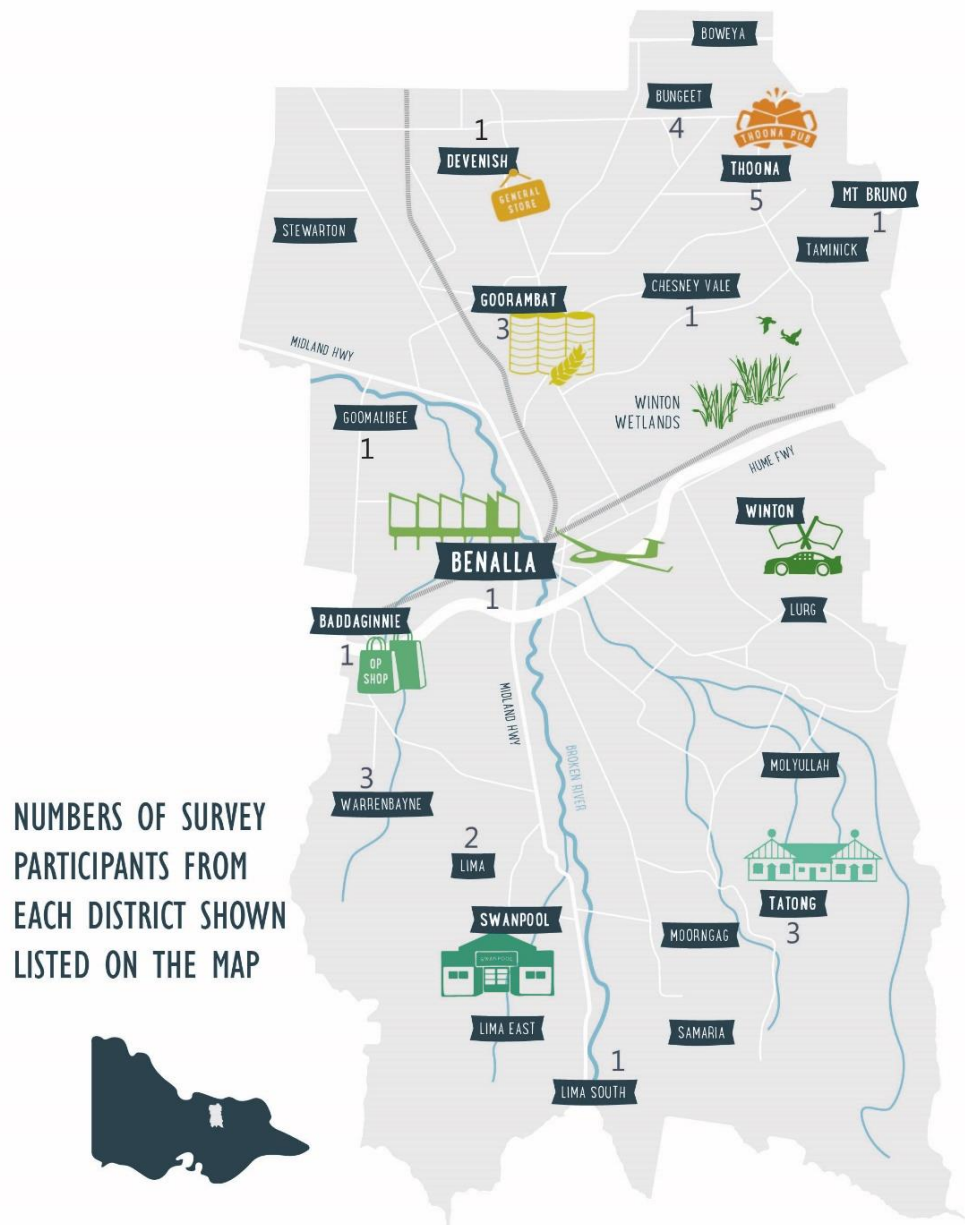 BOWEYA
BUNGEET
4
THOONA PUB
1
DEVENISH
THOONA
5
GENERAL
STORE
MT BRUNO
1
STEWARTON
TAMINICK
CHESNEY VALE
1
GOORAMBAT
3
MIDLAND HWY
WINTON
WETLANDS
GOOMALIBEE
1
HUME FWY
WINTON
BENALLA
1
LURG
BADDAGINNIE
1
OP
SHOP
MIDLAND HWY
BROKEN RIVER
MOLYULLAH
3
WARRENBAYNE
NUMBERS OF SURVEY
PARTICIPANTS FROM
EACH DISTRICT SHOWN
LISTED ON THE MAP
2
LIMA
TATONG
3
SWANPOOL
MOORNGAG
SWANPOOL
LIMA EAST
SAMARIA
1
LIMA SOUTH